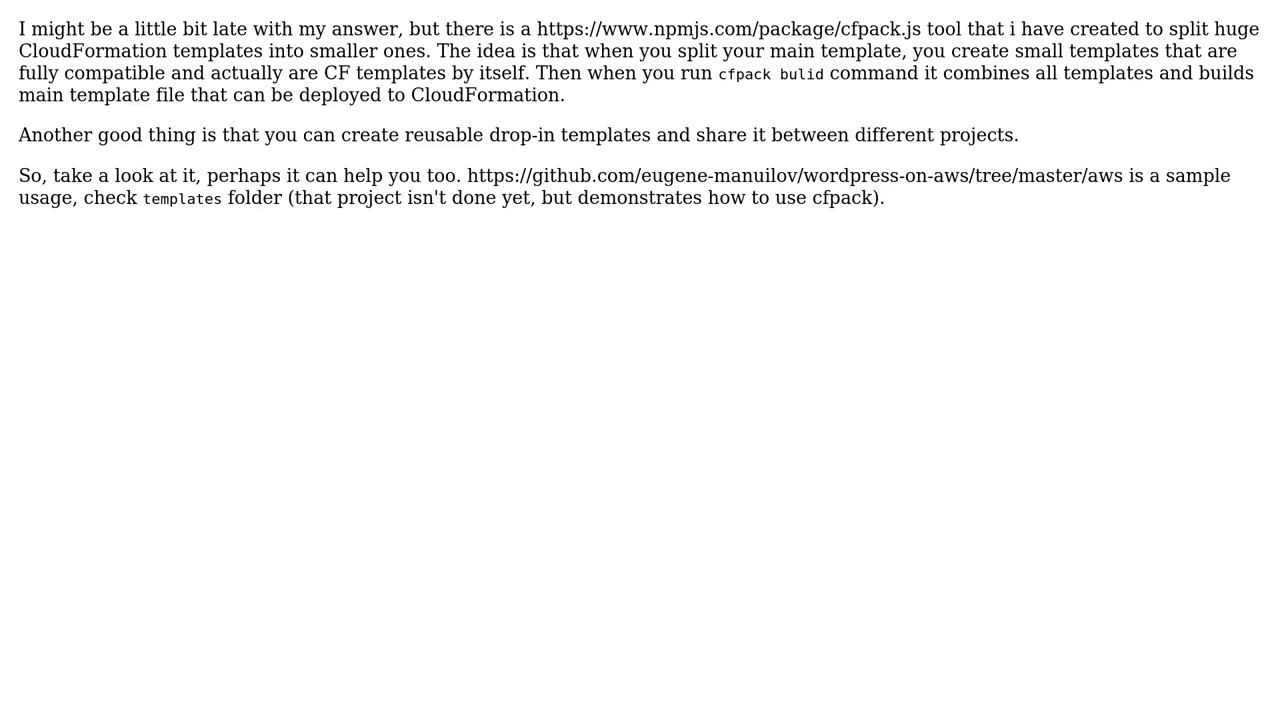 I might be a little bit late with my answer, but there is a https://www.npmjs.com/package/cfpack.js tool that i have created to split huge
CloudFormation templates into smaller ones. The idea is that when you split your main template, you create small templates that are
fully compatible and actually are CF templates by itself. Then when you run cfpack bulid command it combines all templates and builds
main template file that can be deployed to CloudFormation.
Another good thing is that you can create reusable drop-in templates and share it between different projects.
So, take a look at it, perhaps it can help you too. https://github.com/eugene-manuilov/wordpress-on-aws/tree/master/aws is a sample
usage, check templates folder (that project isn't done yet, but demonstrates how to use cfpack).